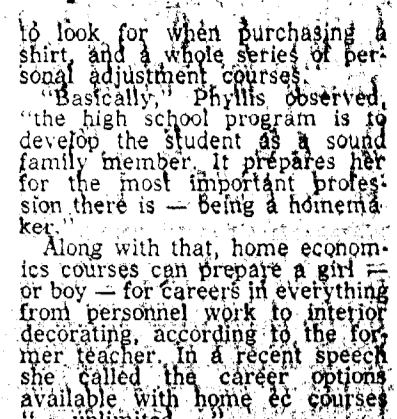 to look for when purchasing a
shirt, and a whole series of per-
sonal adjustment courses.
"Basically," Phyllis observed,
"the high school program is to
develop the student as a sound
family member. It prepares her
for the most important profes-
sion there is — being a homema
ker."
Along with that, home econom-
ics courses can prepare a girl —
or boy — for careers in everything
from personnel work to interior
decorating, according to the for-
mer teacher. In a recent speech
she called the career options
available with home ec courses
unlimited